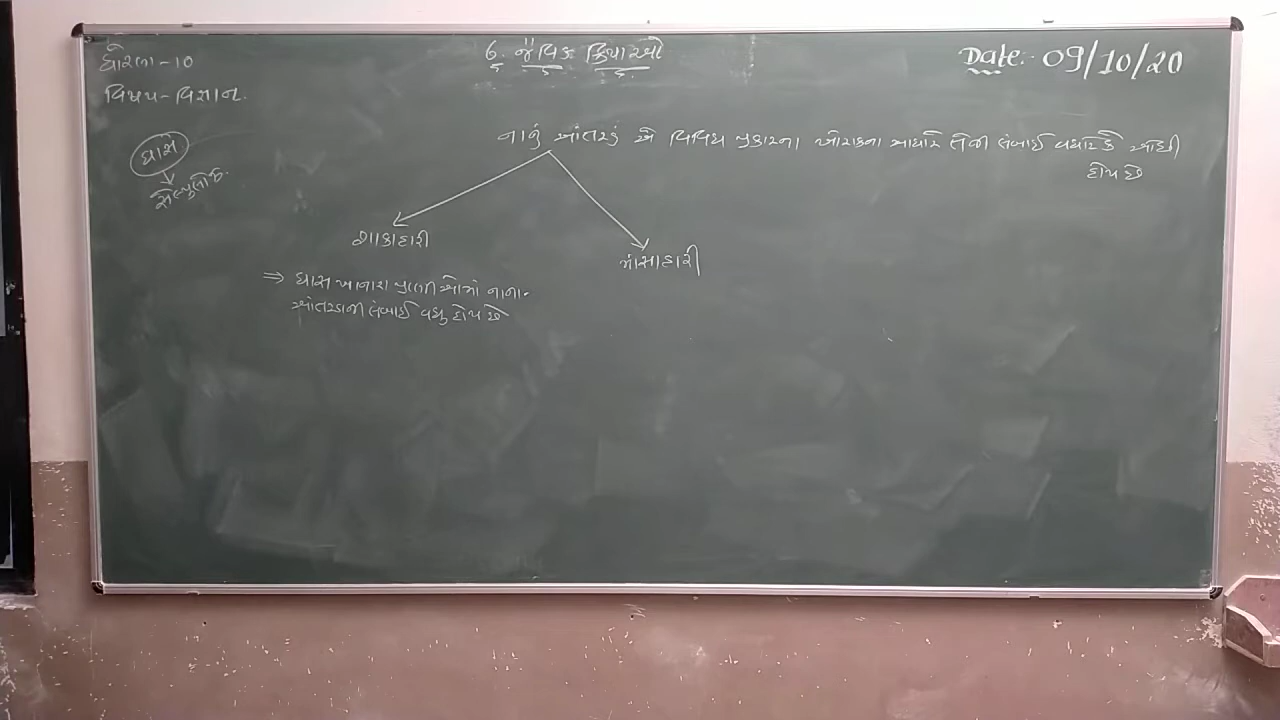 ધોરણ-10
વિષય-વિજ્ઞાન.
6. જૈવિક ક્રિયાઓ
Date:- 09/10/20
ઘાસ
સેલ્યુલોઝ.
નાનું આંતરડું એ વિવિધ પ્રકારના ખોરાકના આધારે તેની લંબાઈ વધારે કે ઓછી
હોય છે
શાકાહારી
માંસાહારી
⇒ ઘાસ ખાનારા પ્રાણીઓમાં નાના
આંતરડાની લંબાઈ વધુ હોય છે